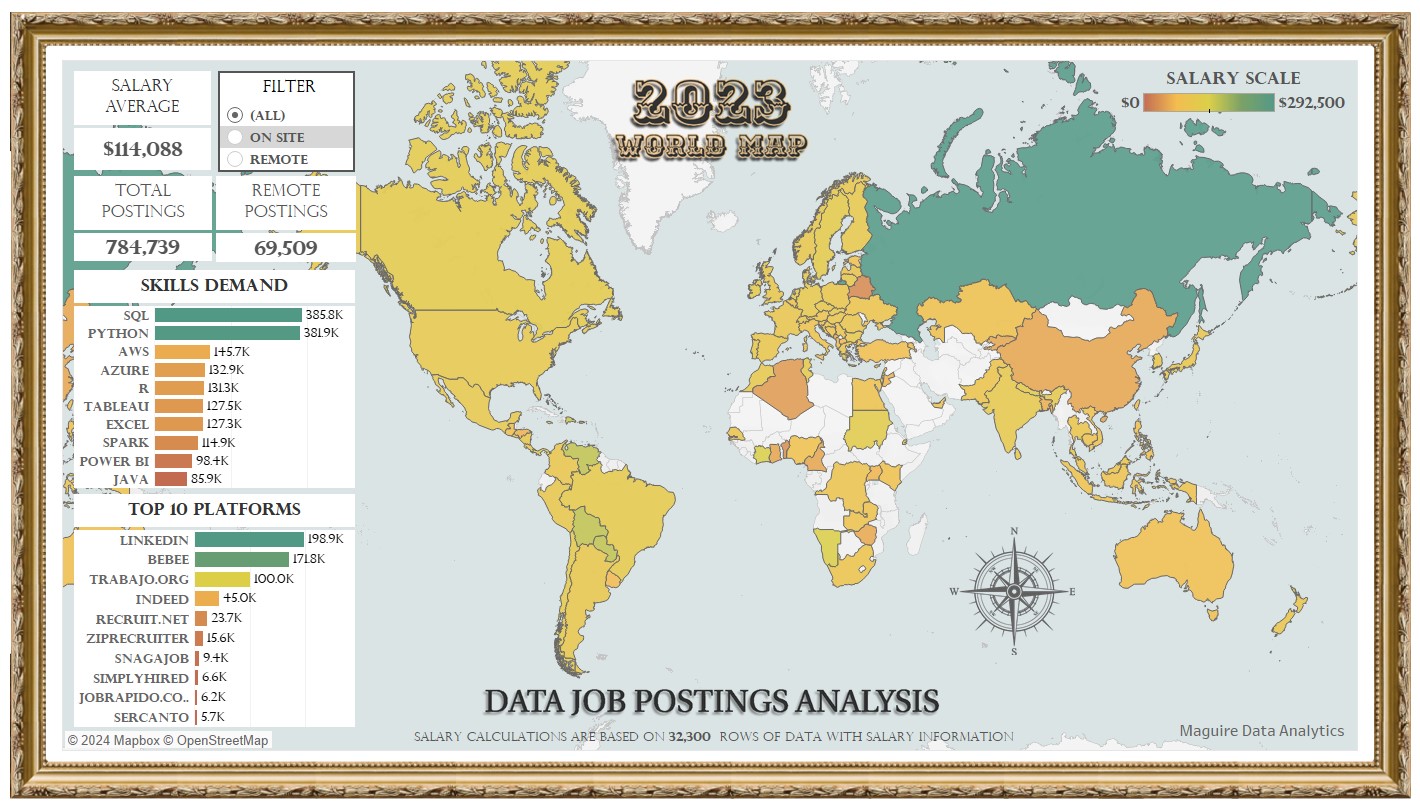 SALARY
AVERAGE
$114,088
FILTER
(ALL)
ON SITE
REMOTE
TOTAL
POSTINGS
784,739
REMOTE
POSTINGS
69,509
SKILLS DEMAND
SQL 385.8K
PYTHON 381.9K
AWS 145.7K
AZURE 132.9K
R 131.3K
TABLEAU 127.5K
EXCEL 127.3K
SPARK 114.9K
POWER BI 98.4K
JAVA 85.9K
TOP 10 PLATFORMS
LINKEDIN 198.9K
BEBEE 171.8K
TRABAJO.ORG 100.0K
INDEED 45.0K
RECRUIT.NET 23.7K
ZIPRECRUITER 15.6K
SNAGAJOB 9.4K
SIMPLYHIRED 6.6K
JOBRAPIDO.CO.. 6.2K
SERCANTO 5.7K
© 2024 Mapbox © OpenStreetMap
2023
WORLD MAP
SALARY SCALE
$0 $292,500
N
W E
S
DATA JOB POSTINGS ANALYSIS
SALARY CALCULATIONS ARE BASED ON 32,300 ROWS OF DATA WITH SALARY INFORMATION
Maguire Data Analytics